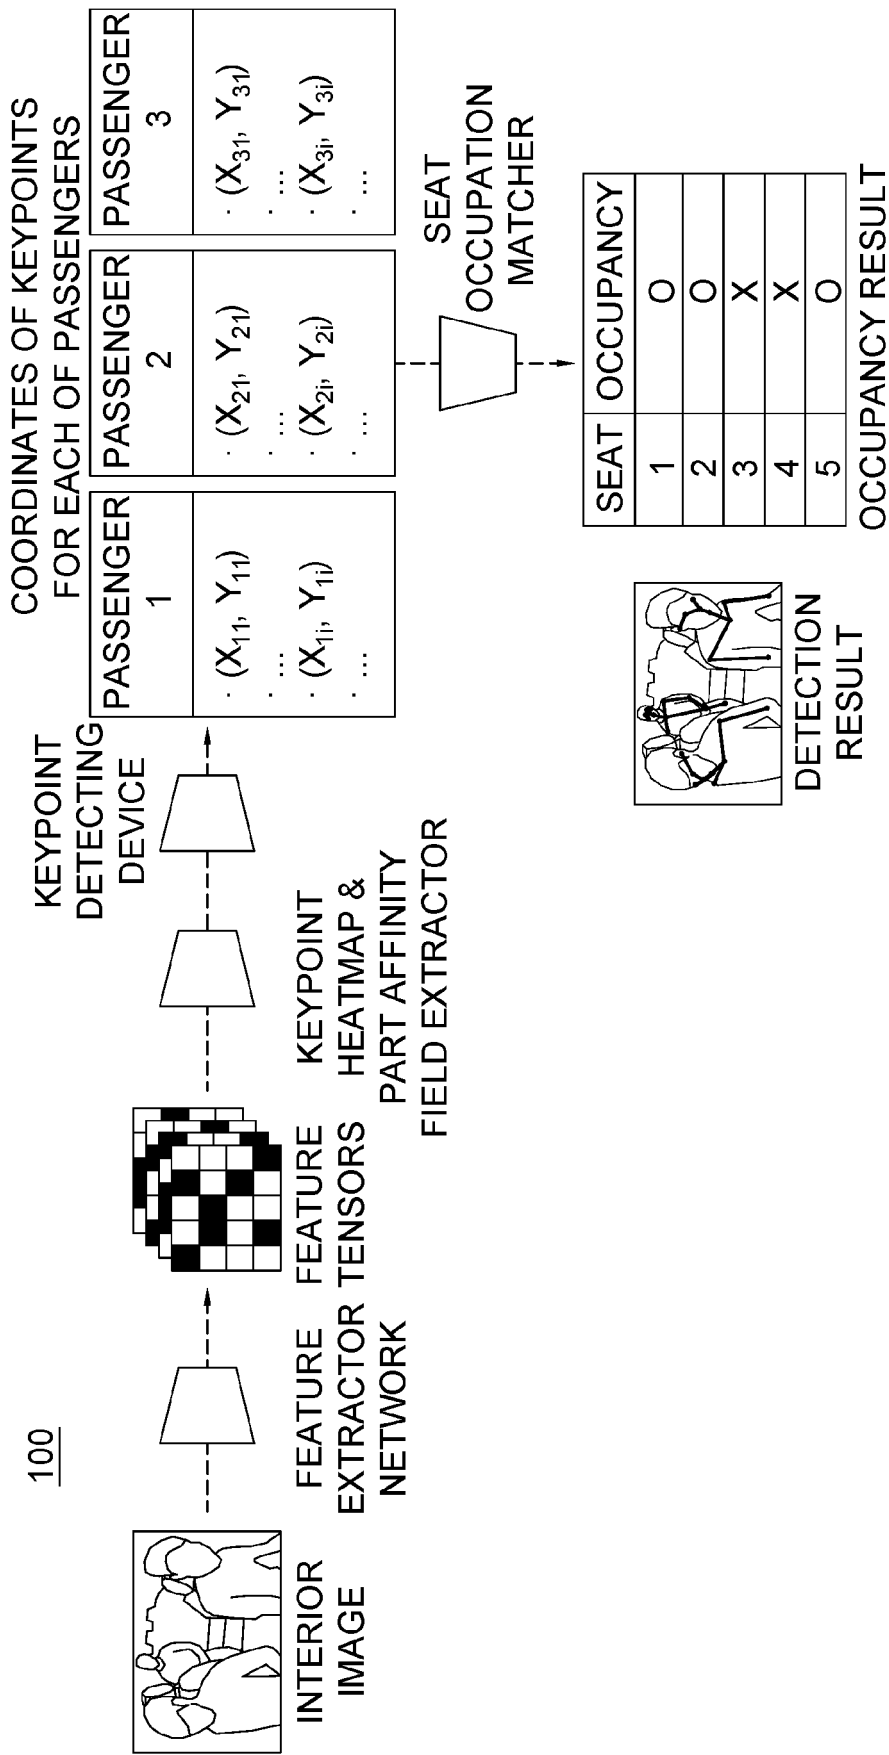 100
INTERIOR
IMAGE
FEATURE
EXTRACTOR
NETWORK
FEATURE
TENSORS
KEYPOINT
HEATMAP &
PART AFFINITY
FIELD EXTRACTOR
KEYPOINT
DETECTING
DEVICE
COORDINATES OF KEYPOINTS
FOR EACH OF PASSENGERS
PASSENGER
1
· (X11, Y11)
· ...
· (X1i, Y1i)
· ...
PASSENGER
2
· (X21, Y21)
· ...
· (X2i, Y2i)
· ...
PASSENGER
3
· (X31, Y31)
· ...
· (X3i, Y3i)
· ...
SEAT
OCCUPATION
MATCHER
DETECTION
RESULT
SEAT OCCUPANCY
1 O
2 O
3 X
4 X
5 O
OCCUPANCY RESULT